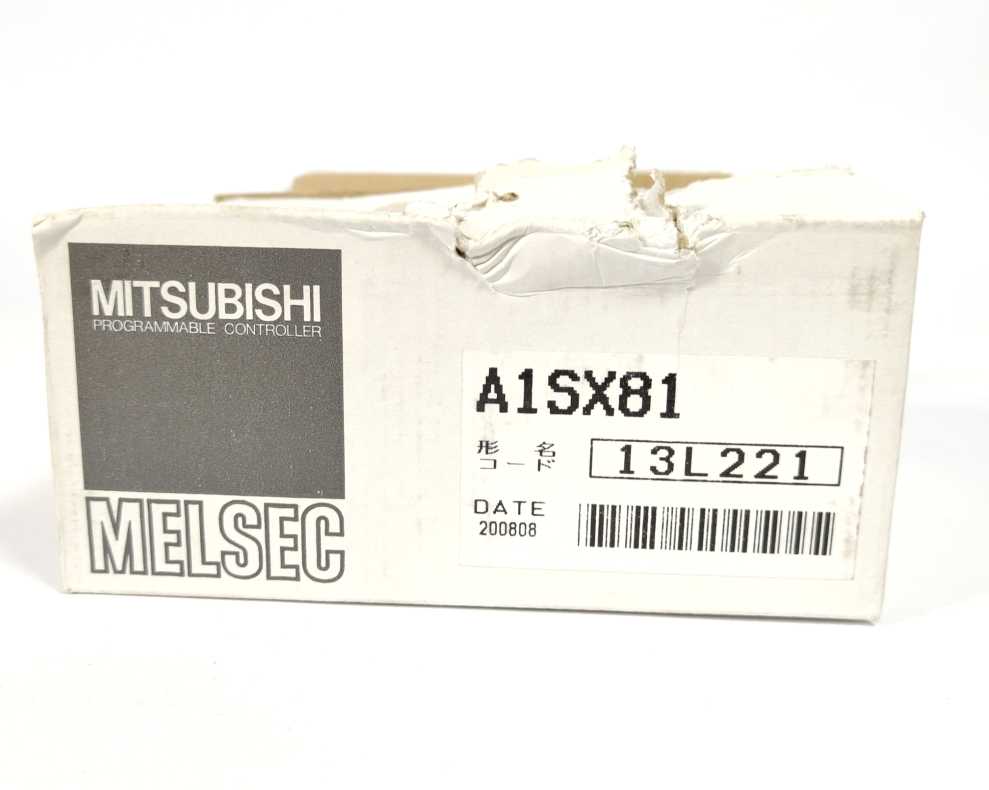 MITSUBISHI
PROGRAMMABLE CONTROLLER
MELSEC
A1SX81
形名
コード
13L221
DATE
200808